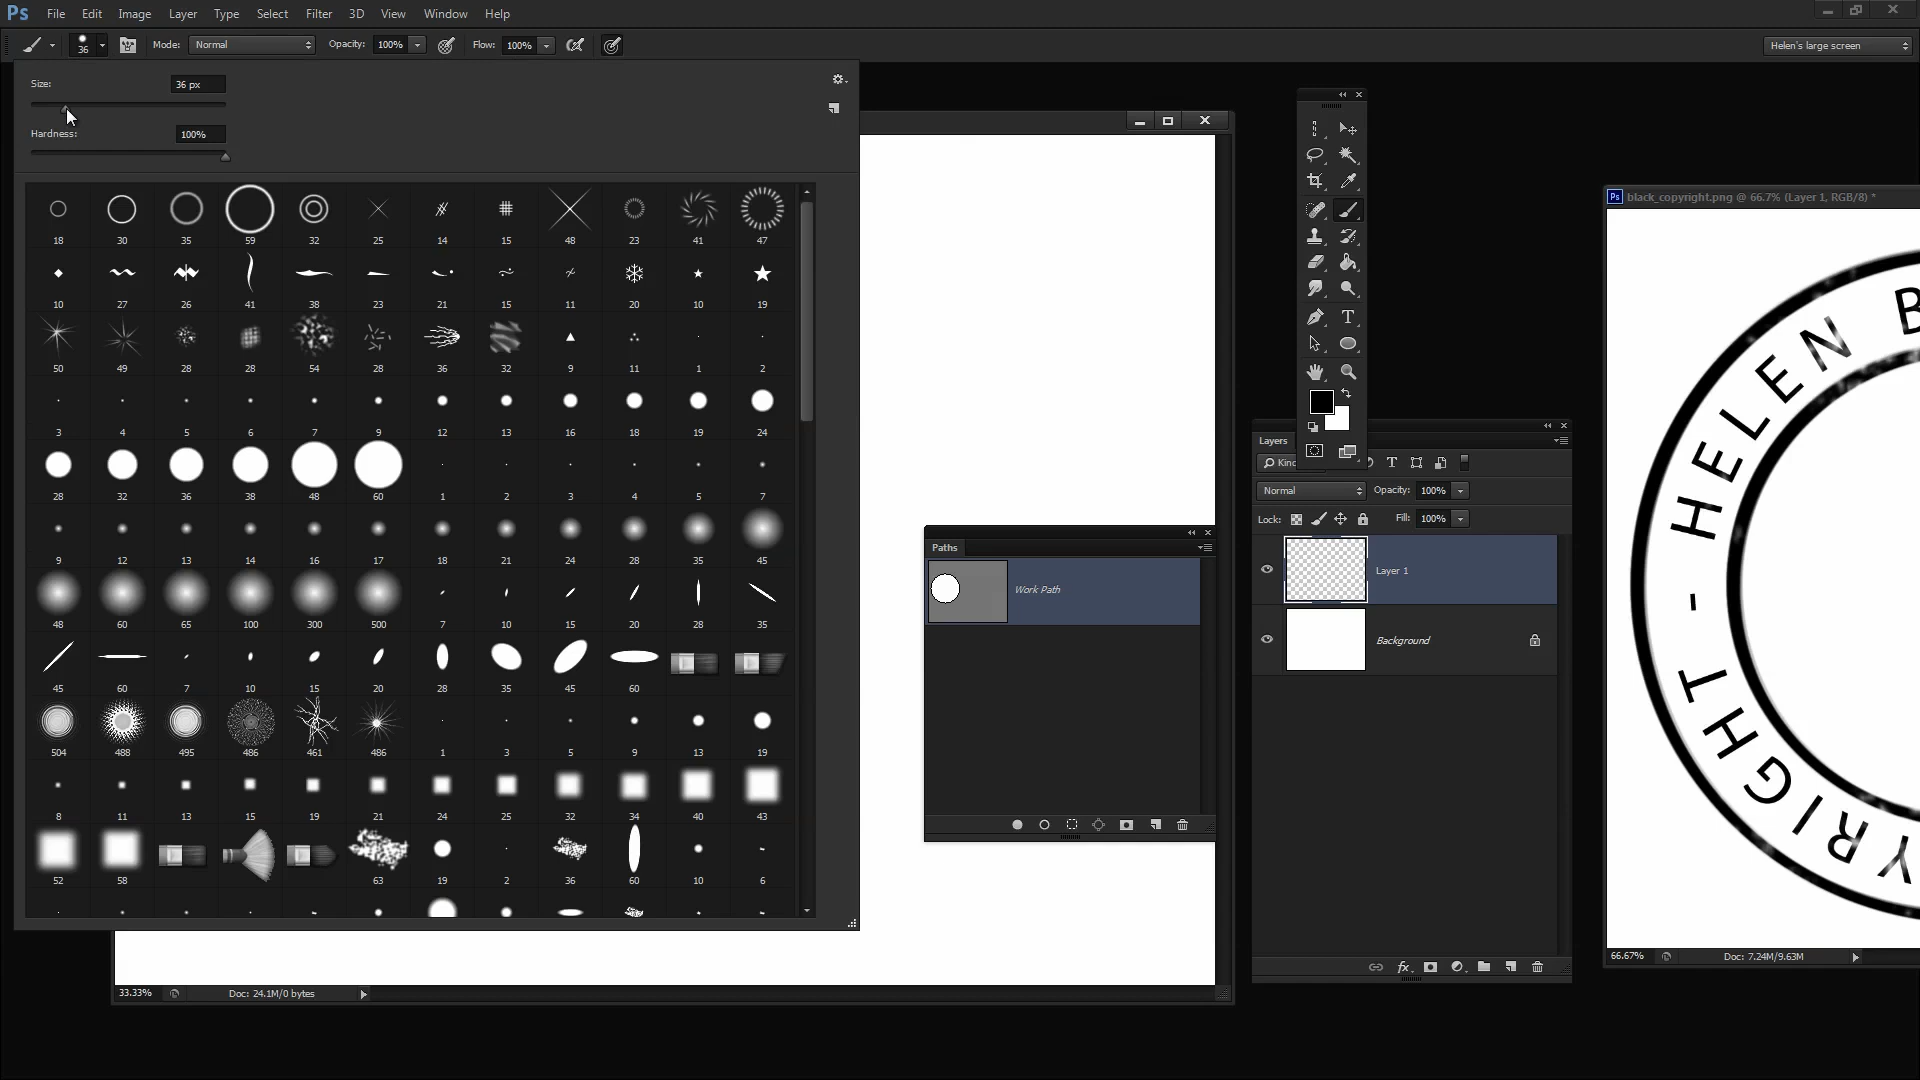 Ps File Edit Image Layer Type Select Filter 3D View Window Help
36 Mode: Normal Opacity: 100% Flow: 100% Helen's large screen
Size: 36 px
Hardness: 100%
18 30 35 59 32 25 14 15 48 23 41 47
10 27 26 41 38 23 21 15 11 20 10 19
50 49 28 28 54 28 36 32 9 11 1 2
3 4 5 6 7 9 12 13 16 18 19 24
28 32 36 38 48 60 1 2 3 4 5 7
9 12 13 14 16 17 18 21 24 28 35 45
48 60 65 100 300 500 7 10 15 20 28 35
45 60 7 10 15 20 28 35 45 60
504 488 495 486 461 486 1 3 5 9 13 19
8 11 13 15 19 21 24 25 32 34 40 43
52 58 63 19 2 36 60 10 6
33.33% Doc: 24.1M/0 bytes
Paths
Work Path
Layers
Kind
Normal Opacity: 100%
Lock: Fill: 100%
Layer 1
Background
Ps black_copyright.png @ 66.7% (Layer 1, RGB/8) *
YRIGHT - HELEN B
66.67% Doc: 7.24M/9.63M